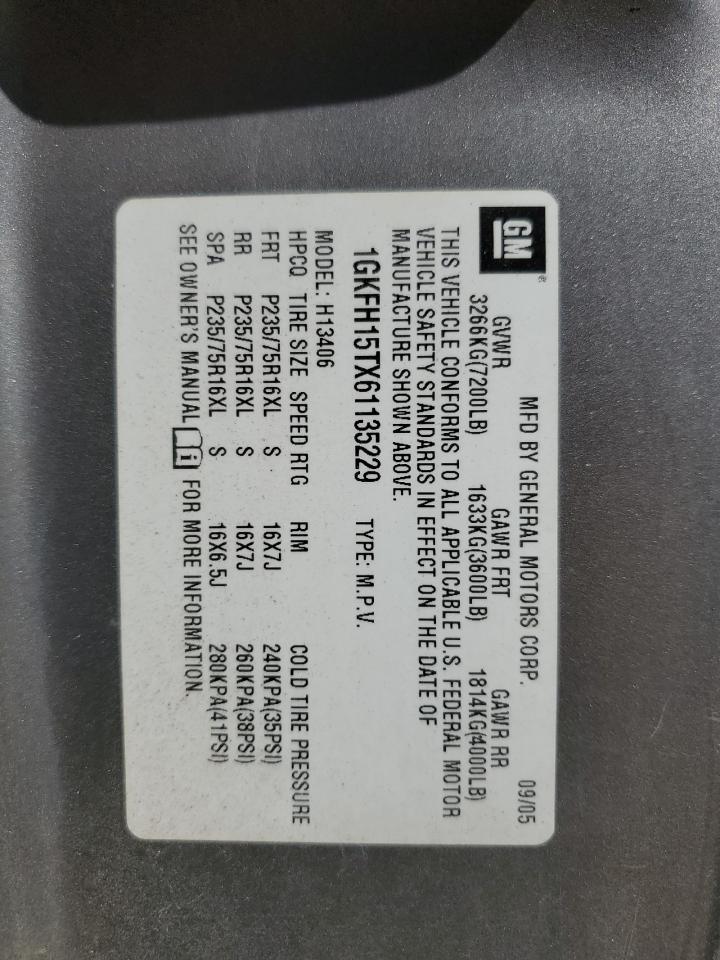 GM®
MFD BY GENERAL MOTORS CORP. 09/05
GVWR GAWR FRT GAWR RR
3266KG(7200LB) 1633KG(3600LB) 1814KG(4000LB)
THIS VEHICLE CONFORMS TO ALL APPLICABLE U.S. FEDERAL MOTOR
VEHICLE SAFETY STANDARDS IN EFFECT ON THE DATE OF
MANUFACTURE SHOWN ABOVE.
1GKFH15TX61135229 TYPE: M.P.V.
MODEL: H13406
HPCQ TIRE SIZE SPEED RTG RIM COLD TIRE PRESSURE
FRT P235/75R16XL S 16X7J 240KPA(35PSI)
RR P235/75R16XL S 16X7J 260KPA(38PSI)
SPA P235/75R16XL S 16X6.5J 280KPA(41PSI)
SEE OWNER'S MANUAL i FOR MORE INFORMATION.